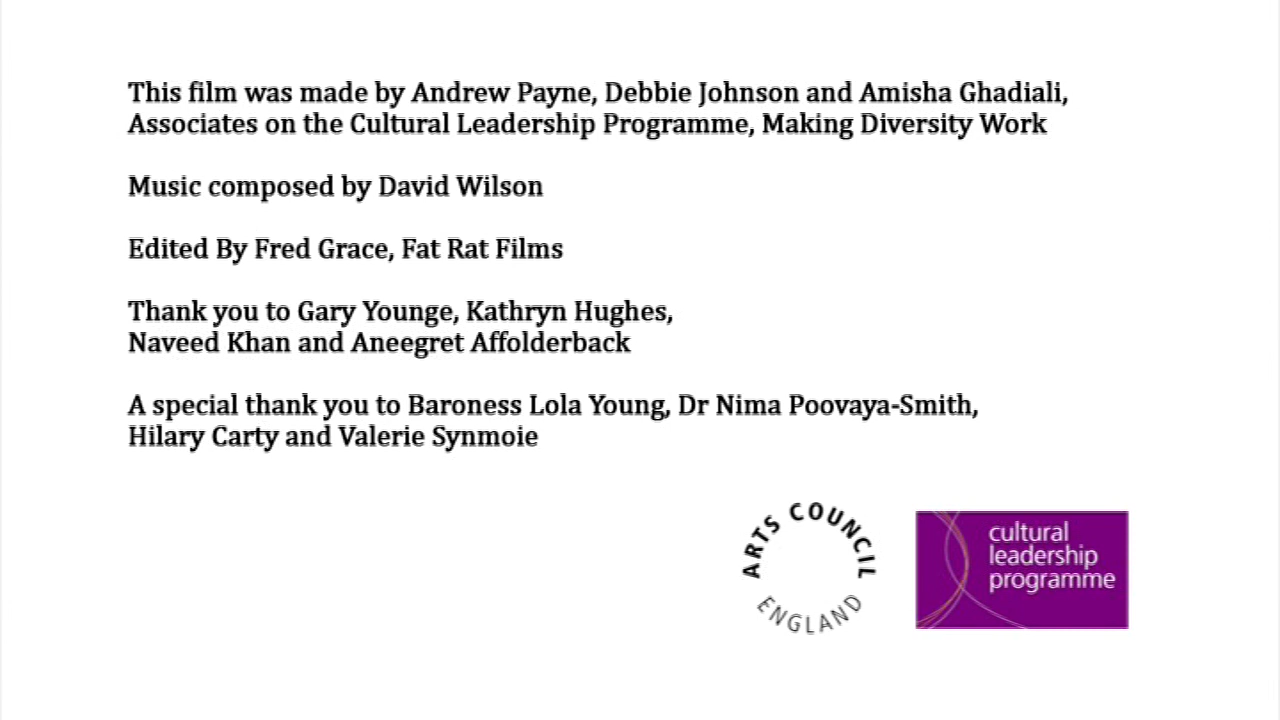 This film was made by Andrew Payne, Debbie Johnson and Amisha Ghadiali,
Associates on the Cultural Leadership Programme, Making Diversity Work
Music composed by David Wilson
Edited By Fred Grace, Fat Rat Films
Thank you to Gary Younge, Kathryn Hughes,
Naveed Khan and Aneegret Affolderback
A special thank you to Baroness Lola Young, Dr Nima Poovaya-Smith,
Hilary Carty and Valerie Synmoie
ARTS COUNCIL
ENGLAND
cultural
leadership
programme